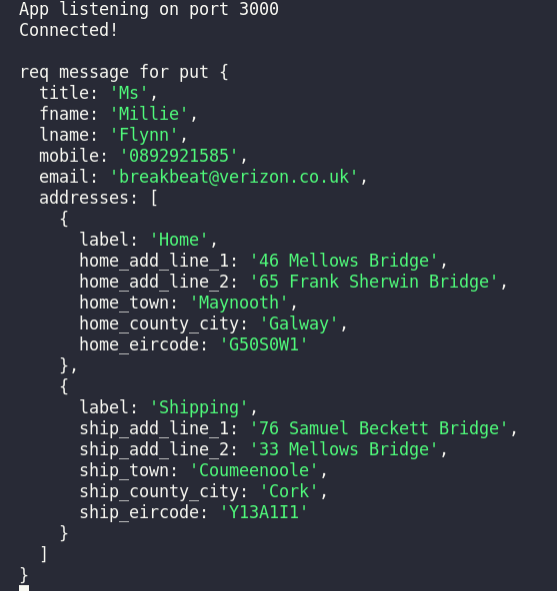 App listening on port 3000
Connected!
req message for put {
title: 'Ms',
fname: 'Millie',
lname: 'Flynn',
mobile: '0892921585',
email: 'breakbeat@verizon.co.uk',
addresses: [
{
label: 'Home',
home_add_line_1: '46 Mellows Bridge',
home_add_line_2: '65 Frank Sherwin Bridge',
home_town: 'Maynooth',
home_county_city: 'Galway',
home_eircode: 'G50S0W1'
},
{
label: 'Shipping',
ship_add_line_1: '76 Samuel Beckett Bridge',
ship_add_line_2: '33 Mellows Bridge',
ship_town: 'Coumeenoole',
ship_county_city: 'Cork',
ship_eircode: 'Y13A1I1'
}
]
}